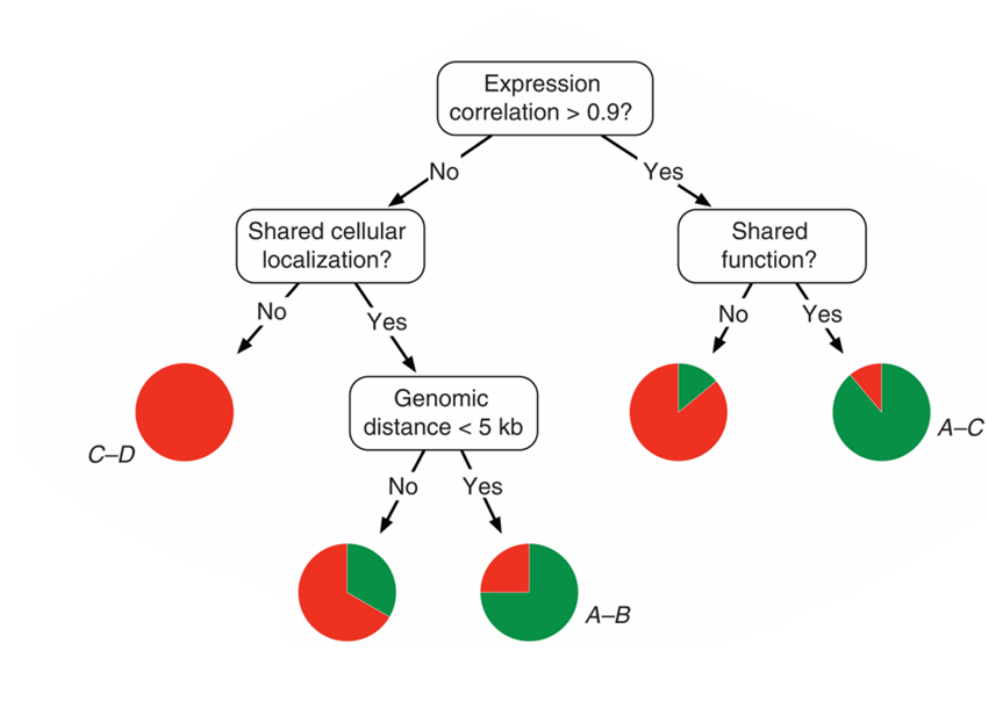 Expression
correlation > 0.9?
No
Yes
Shared cellular
localization?
Shared
function?
No
Yes
No
Yes
C–D
Genomic
distance < 5 kb
A–C
No
Yes
A–B